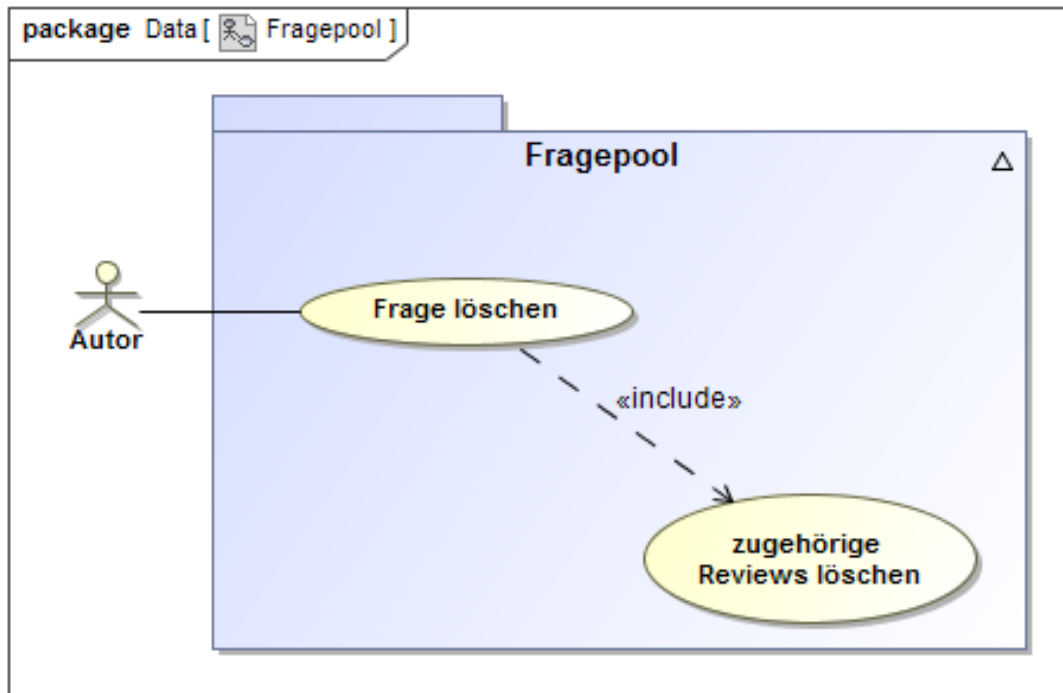 package Data [ Fragepool ]
Fragepool
Frage löschen
Autor
«include»
zugehörige
Reviews löschen